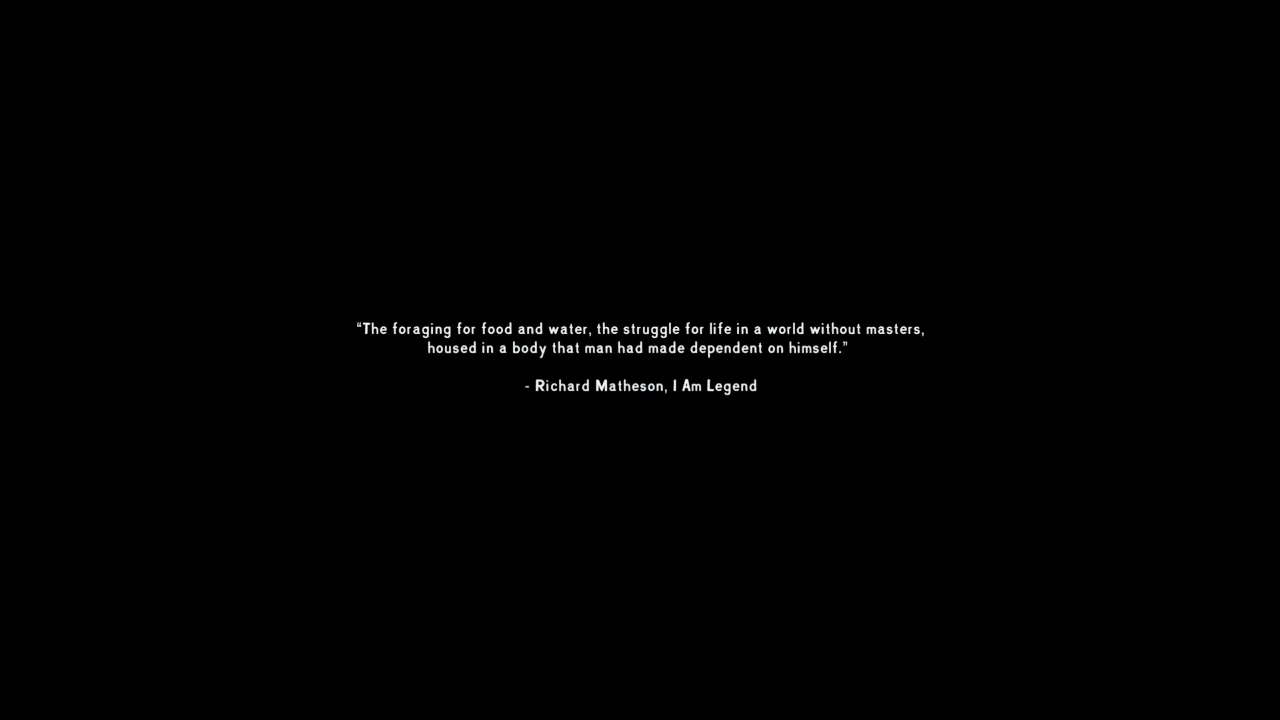 “The foraging for food and water, the struggle for life in a world without masters,
housed in a body that man had made dependent on himself.”
- Richard Matheson, I Am Legend